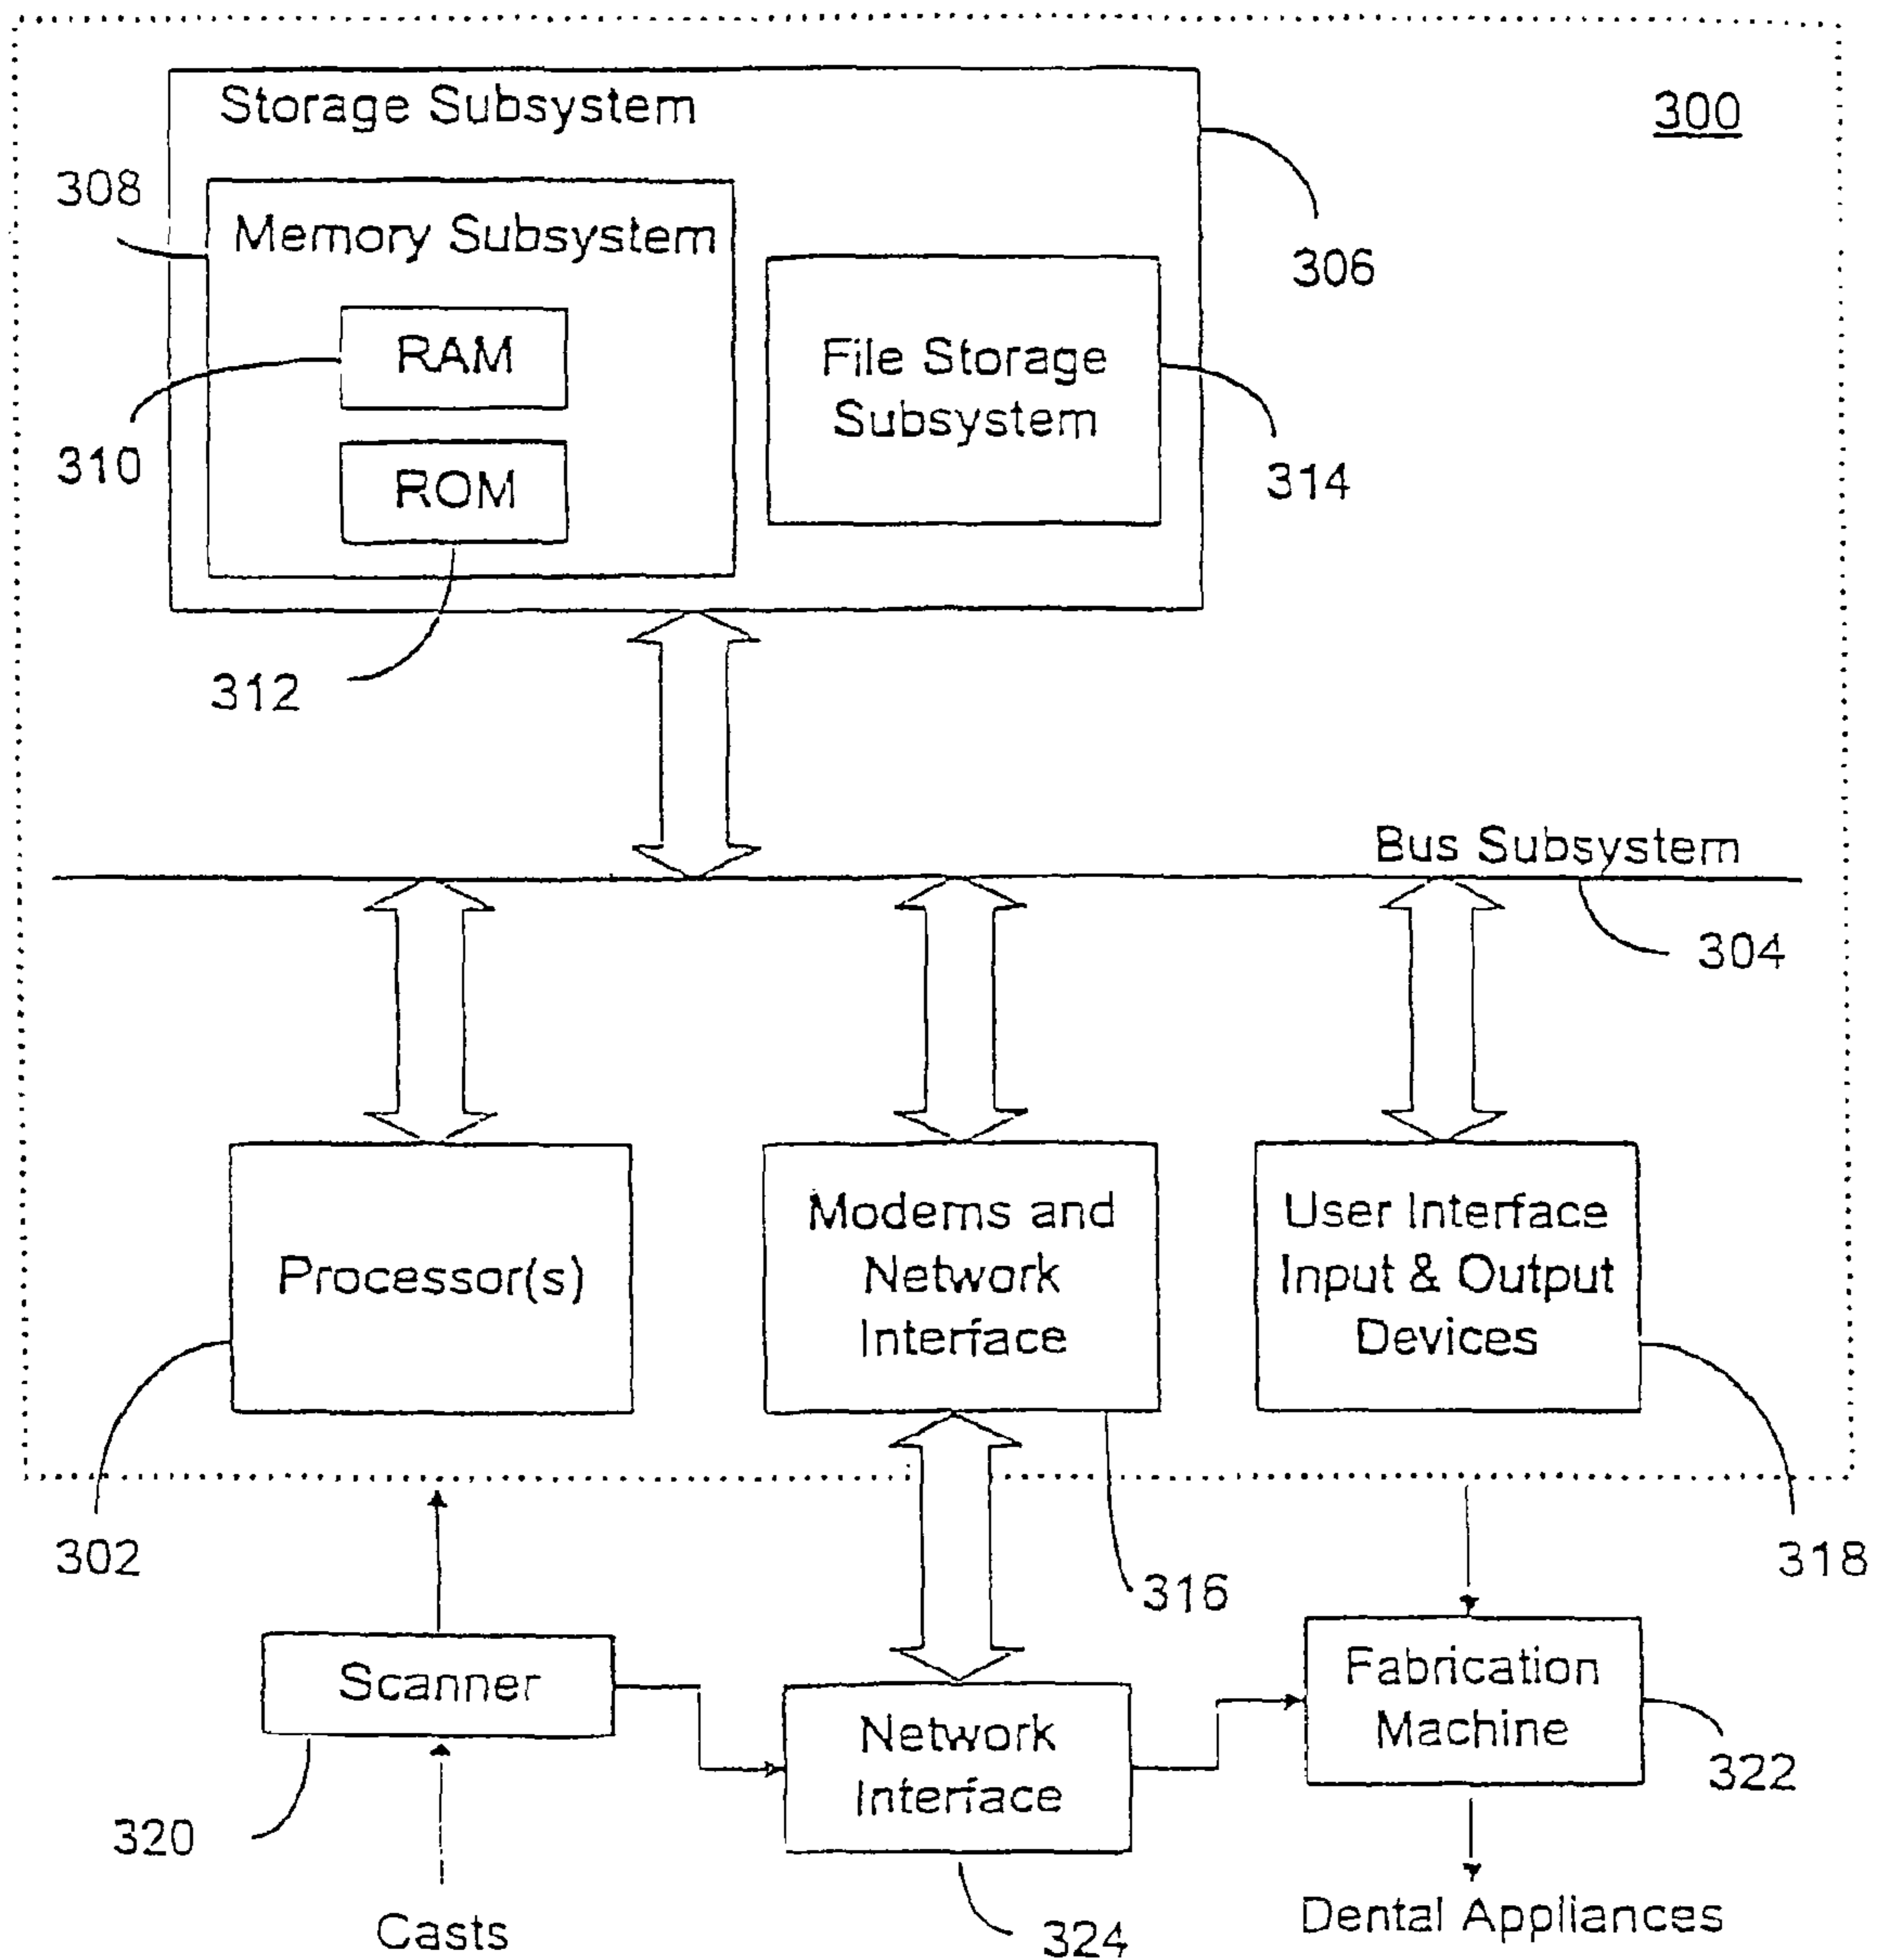 Storage Subsystem
300
308
Memory Subsystem
306
RAM
File Storage
Subsystem
310
ROM
314
312
Bus Subsystem
304
Processor(s)
Modems and
Network
Interface
User Interface
Input & Output
Devices
302
316
318
Scanner
Network
Interface
Fabrication
Machine
322
320
Casts
324
Dental Appliances